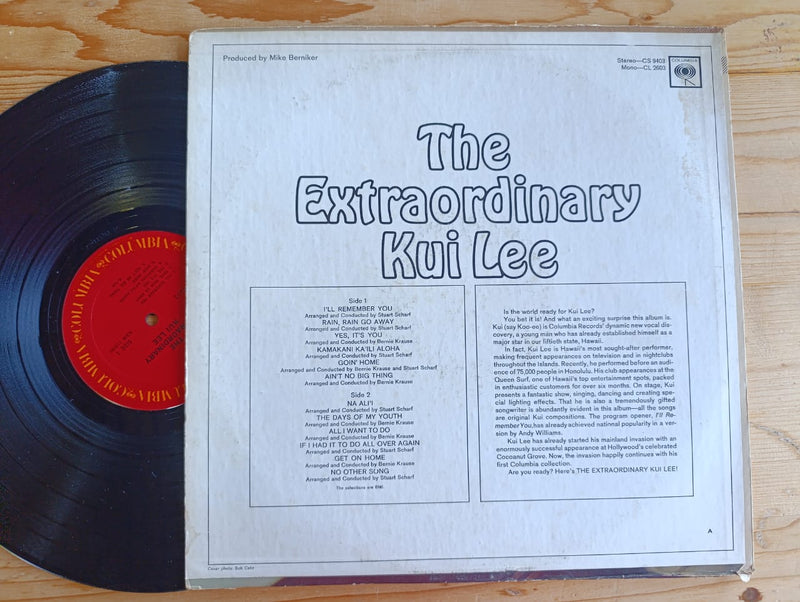 Produced by Mike Berniker
Stereo—CS 9403
Mono—CL 2603
COLUMBIA
The
Extraordinary
Kui Lee
Side 1
I'LL REMEMBER YOU
Arranged and Conducted by Stuart Scharf
RAIN, RAIN GO AWAY
Arranged and Conducted by Stuart Scharf
YES, IT'S YOU
Arranged and Conducted by Bernie Krause
KAMAKANI KA'ILI ALOHA
Arranged and Conducted by Stuart Scharf
GOIN' HOME
Arranged and Conducted by Bernie Krause and Stuart Scharf
AIN'T NO BIG THING
Arranged and Conducted by Bernie Krause
Side 2
NA ALI'I
Arranged and Conducted by Stuart Scharf
THE DAYS OF MY YOUTH
Arranged and Conducted by Bernie Krause
ALL I WANT TO DO
Arranged and Conducted by Bernie Krause
IF I HAD IT TO DO ALL OVER AGAIN
Arranged and Conducted by Stuart Scharf
GET ON HOME
Arranged and Conducted by Bernie Krause
NO OTHER SONG
Arranged and Conducted by Stuart Scharf
The selections are BMI.
Is the world ready for Kui Lee?
You bet it is! And what an exciting surprise this album is.
Kui (say Koo-ee) is Columbia Records' dynamic new vocal dis-
covery, a young man who has already established himself as a
major star in our fiftieth state, Hawaii.
In fact, Kui Lee is Hawaii's most sought-after performer,
making frequent appearances on television and in nightclubs
throughout the Islands. Recently, he performed before an audi-
ence of 75,000 people in Honolulu. His club appearances at the
Queen Surf, one of Hawaii's top entertainment spots, packed
in enthusiastic customers for over six months. On stage, Kui
presents a fantastic show, singing, dancing and creating spe-
cial lighting effects. That he is also a tremendously gifted
songwriter is abundantly evident in this album—all the songs
are original Kui compositions. The program opener, I'll Re-
member You, has already achieved national popularity in a ver-
sion by Andy Williams.
Kui Lee has already started his mainland invasion with an
enormously successful appearance at Hollywood's celebrated
Cocoanut Grove. Now, the invasion happily continues with his
first Columbia collection.
Are you ready? Here's THE EXTRAORDINARY KUI LEE!
A
Cover photo: Bob Cato
COLUMBIA
COLUMBIA